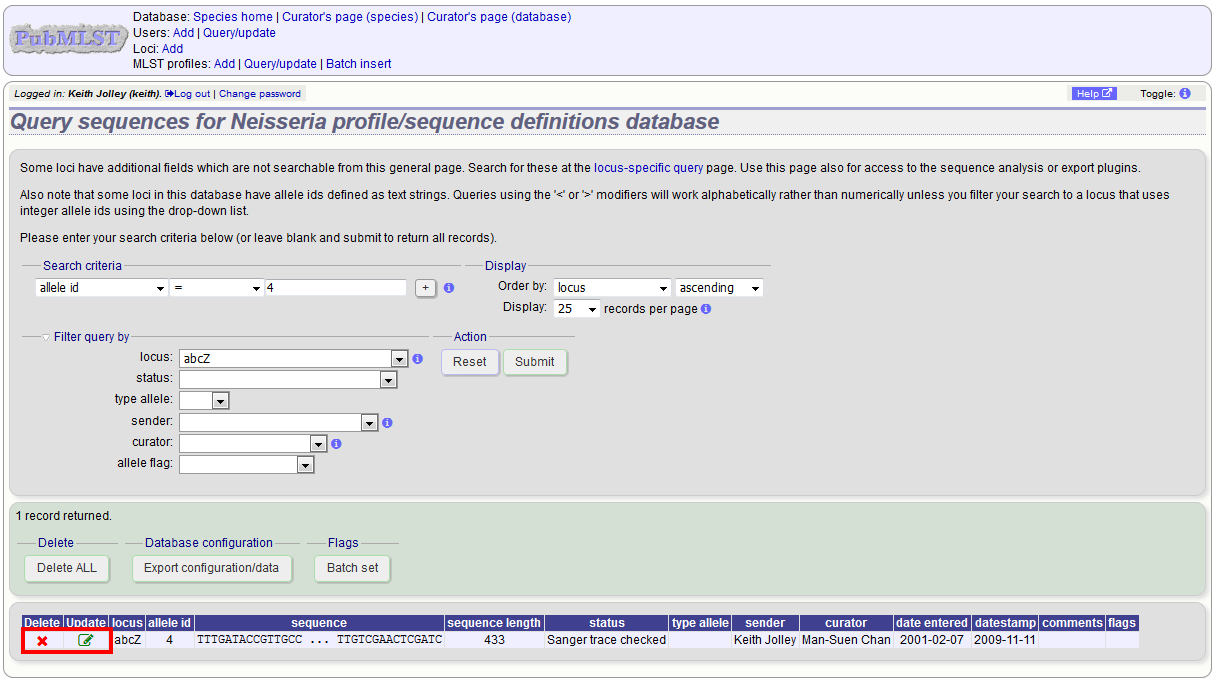 PubMLST
Database: Species home | Curator's page (species) | Curator's page (database)
Users: Add | Query/update
Loci: Add
MLST profiles: Add | Query/update | Batch insert
Logged in: Keith Jolley (keith). Log out | Change password
Help
Toggle:
Query sequences for Neisseria profile/sequence definitions database
Some loci have additional fields which are not searchable from this general page. Search for these at the locus-specific query page. Use this page also for access to the sequence analysis or export plugins.
Also note that some loci in this database have allele ids defined as text strings. Queries using the '<' or '>' modifiers will work alphabetically rather than numerically unless you filter your search to a locus that uses
integer allele ids using the drop-down list.
Please enter your search criteria below (or leave blank and submit to return all records).
Search criteria
allele id = 4 +
Display
Order by: locus ascending
Display: 25 records per page
Filter query by
locus: abcZ
status:
type allele:
sender:
curator:
allele flag:
Action
Reset Submit
1 record returned.
Delete Database configuration Flags
Delete ALL Export configuration/data Batch set
Delete Update locus allele id sequence sequence length status type allele sender curator date entered datestamp comments flags
abcZ 4 TTTGATACCGTTGCC ... TTGTCGAACTCGATC 433 Sanger trace checked Keith Jolley Man-Suen Chan 2001-02-07 2009-11-11